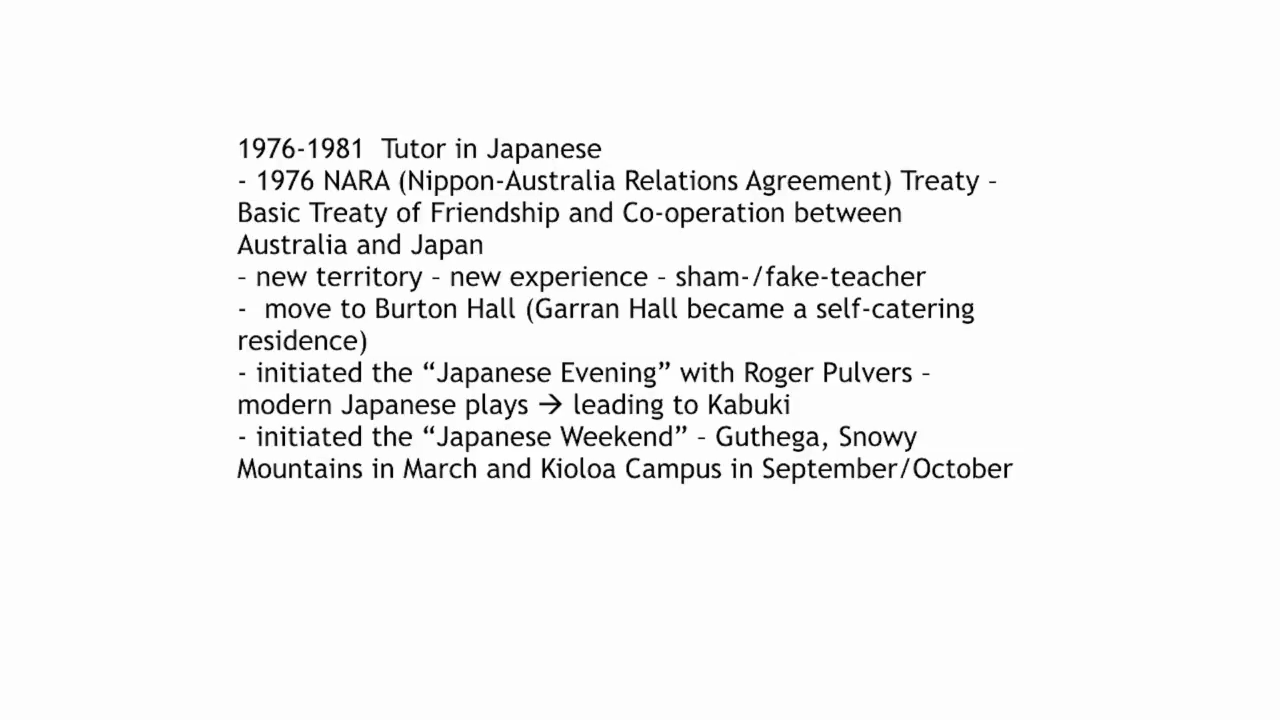 1976-1981  Tutor in Japanese
- 1976 NARA (Nippon-Australia Relations Agreement) Treaty –
Basic Treaty of Friendship and Co-operation between
Australia and Japan
– new territory – new experience – sham-/fake-teacher
-  move to Burton Hall (Garran Hall became a self-catering
residence)
- initiated the “Japanese Evening” with Roger Pulvers –
modern Japanese plays → leading to Kabuki
- initiated the “Japanese Weekend” – Guthega, Snowy
Mountains in March and Kioloa Campus in September/October